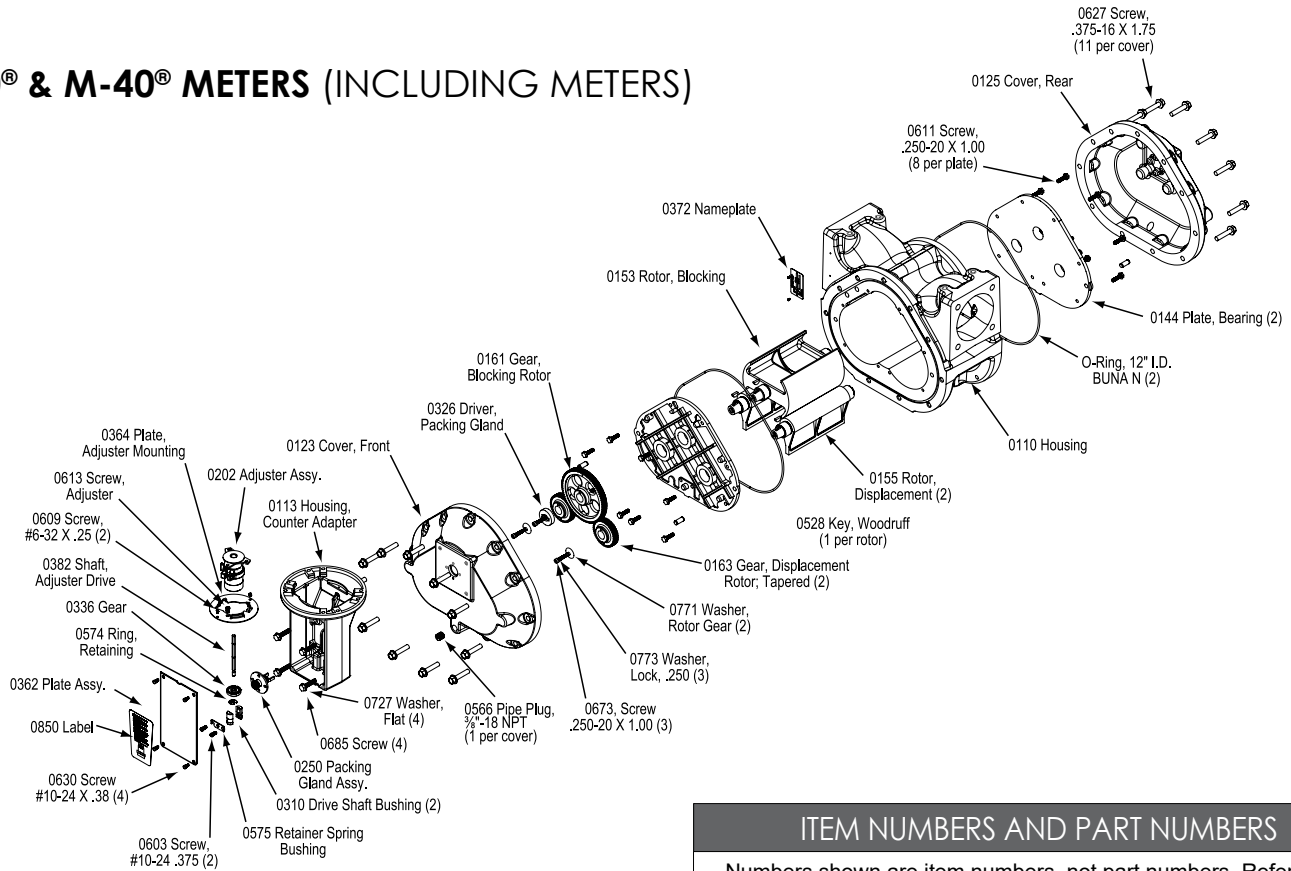 ® & M-40® METERS (INCLUDING METERS)
0627 Screw,
.375-16 X 1.75
(11 per cover)
0125 Cover, Rear
0611 Screw,
.250-20 X 1.00
(8 per plate)
0372 Nameplate
0153 Rotor, Blocking
0144 Plate, Bearing (2)
O-Ring, 12" I.D.
BUNA N (2)
0110 Housing
0161 Gear,
Blocking Rotor
0326 Driver,
Packing Gland
0364 Plate,
Adjuster Mounting
0123 Cover, Front
0202 Adjuster Assy.
0613 Screw,
Adjuster
0113 Housing,
Counter Adapter
0609 Screw,
#6-32 X .25 (2)
0382 Shaft,
Adjuster Drive
0336 Gear
0574 Ring,
Retaining
0362 Plate Assy.
0850 Label
0630 Screw
#10-24 X .38 (4)
0603 Screw,
#10-24 .375 (2)
0575 Retainer Spring
Bushing
0310 Drive Shaft Bushing (2)
0250 Packing
Gland Assy.
0685 Screw (4)
0727 Washer,
Flat (4)
0566 Pipe Plug,
⅜"-18 NPT
(1 per cover)
0673, Screw
.250-20 X 1.00 (3)
0773 Washer,
Lock, .250 (3)
0771 Washer,
Rotor Gear (2)
0163 Gear, Displacement
Rotor; Tapered (2)
0528 Key, Woodruff
(1 per rotor)
0155 Rotor,
Displacement (2)
ITEM NUMBERS AND PART NUMBERS
Numbers shown are item numbers, not part numbers. Refer